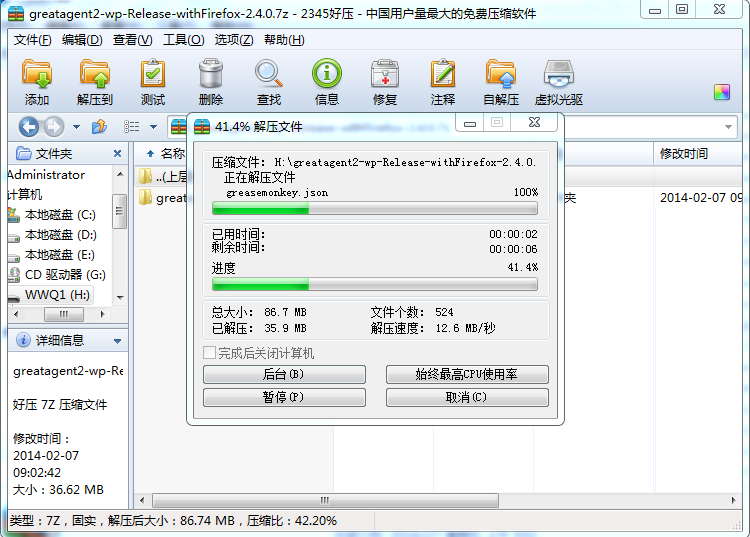 greatagent2-wp-Release-withFirefox-2.4.0.7z - 2345好压 - 中国用户量最大的免费压缩软件
文件(F) 编辑(D) 查看(V) 工具(O) 选项(Z) 帮助(H)
添加 解压到 测试 删除 查找 信息 修复 注释 自解压 虚拟光驱
41.4% 解压文件
文件夹
名称
修改时间
Administrator
计算机
本地磁盘 (C:)
本地磁盘 (D:)
本地磁盘 (E:)
CD 驱动器 (G:)
WWQ1 (H:)
..(上层
great
夹
2014-02-07 09
压缩文件: H:\greatagent2-wp-Release-withFirefox-2.4.0.
正在解压文件
greasemonkey.json 100%
已用时间: 00:00:02
剩余时间: 00:00:06
进度 41.4%
总大小: 86.7 MB 文件个数: 524
已解压: 35.9 MB 解压速度: 12.6 MB/秒
完成后关闭计算机
后台(B) 始终最高CPU使用率
暂停(P) 取消(C)
详细信息
greatagent2-wp-Re
好压 7Z 压缩文件
修改时间：
2014-02-07
09:02:42
大小：36.62 MB
类型：7Z，固实，解压后大小：86.74 MB，压缩比：42.20%